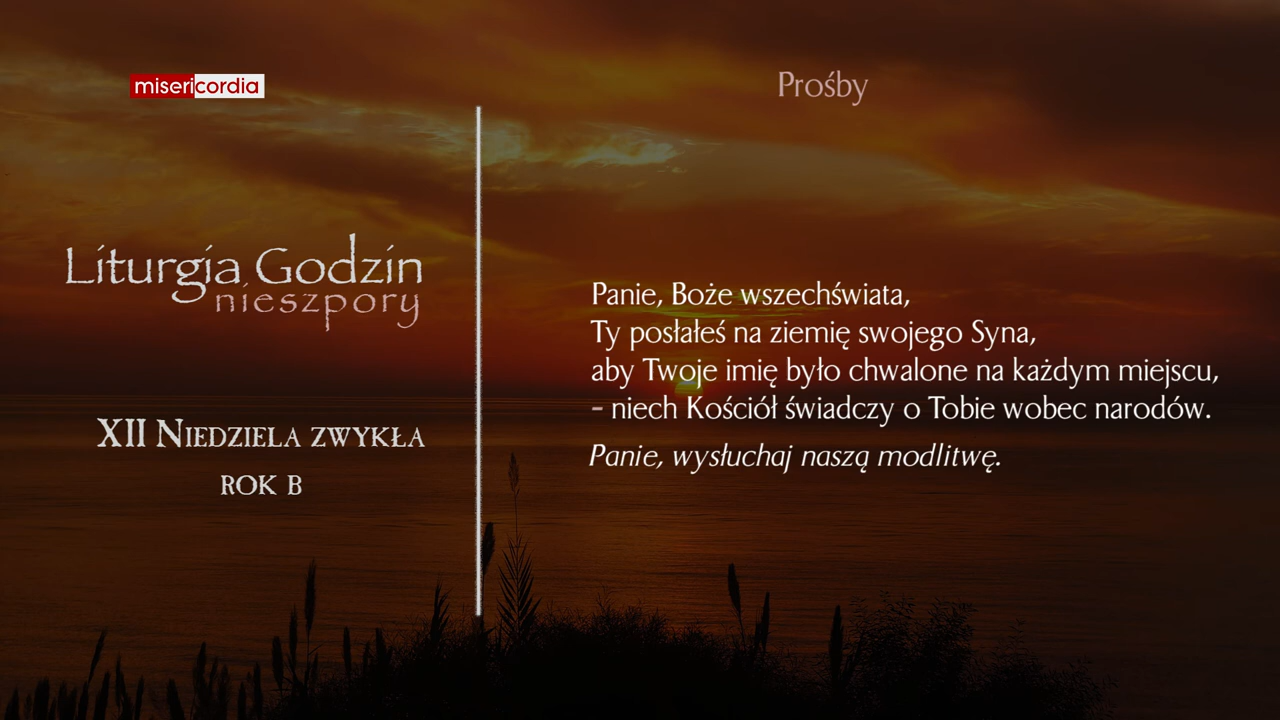 misericordia
Liturgia Godzin
nieszpory
XII Niedziela zwykła
rok B
Prośby
Panie, Boże wszechświata,
Ty posłałeś na ziemię swojego Syna,
aby Twoje imię było chwalone na każdym miejscu,
- niech Kościół świadczy o Tobie wobec narodów.
Panie, wysłuchaj naszą modlitwę.